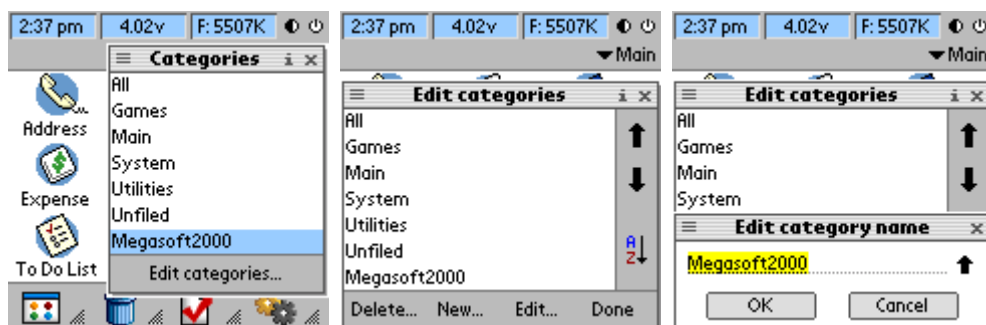 2:37 pm 4.02v F: 5507K
Categories
All
Games
Main
System
Utilities
Unfiled
Megasoft2000
Edit categories...
Address
Expense
To Do List
2:37 pm 4.02v F: 5507K
Main
Edit categories
All
Games
Main
System
Utilities
Unfiled
Megasoft2000
A
Z
Delete... New... Edit... Done
2:37 pm 4.02v F: 5507K
Main
Edit categories
All
Games
Main
System
Edit category name
Megasoft2000
OK Cancel